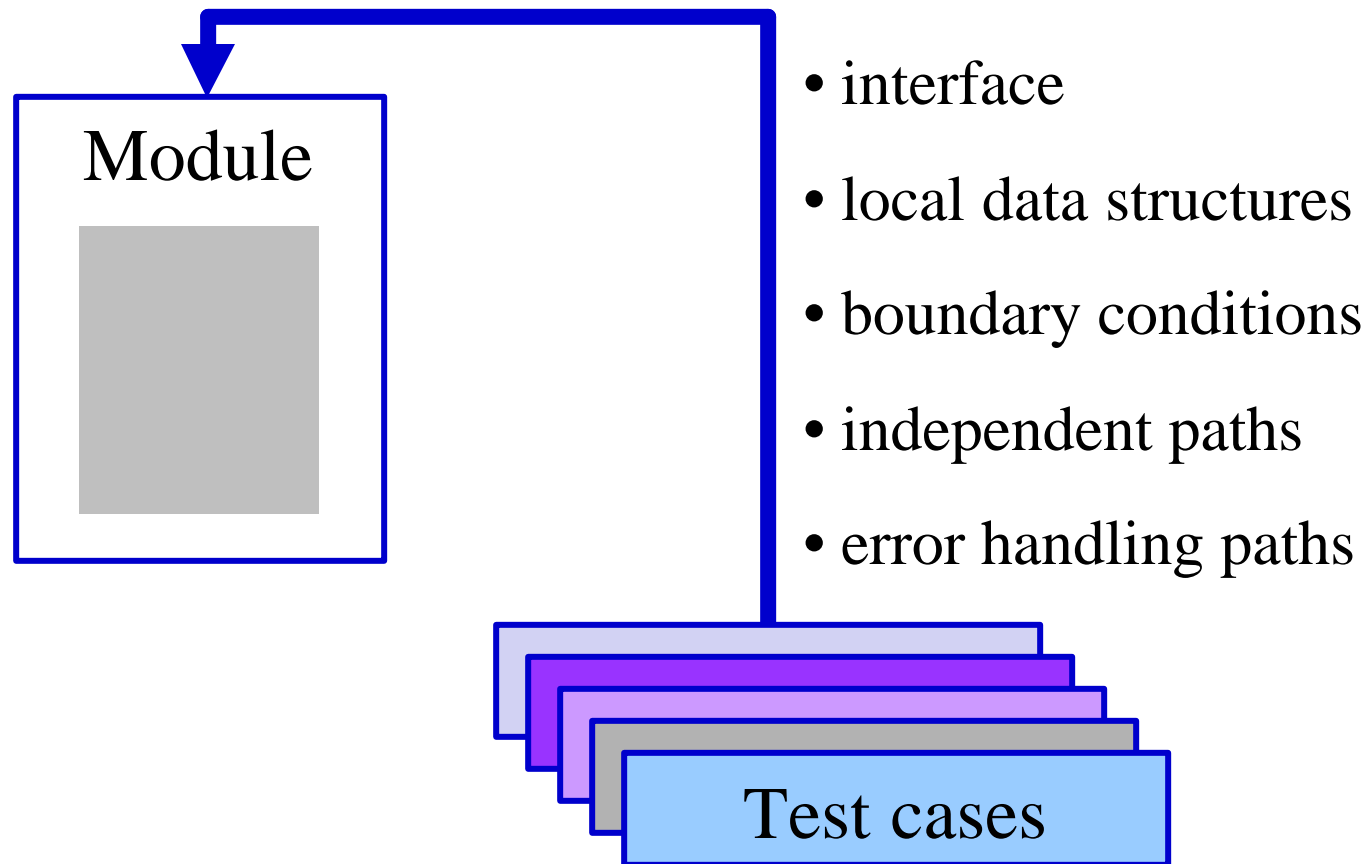 Module
• interface
• local data structures
• boundary conditions
• independent paths
• error handling paths
Test cases